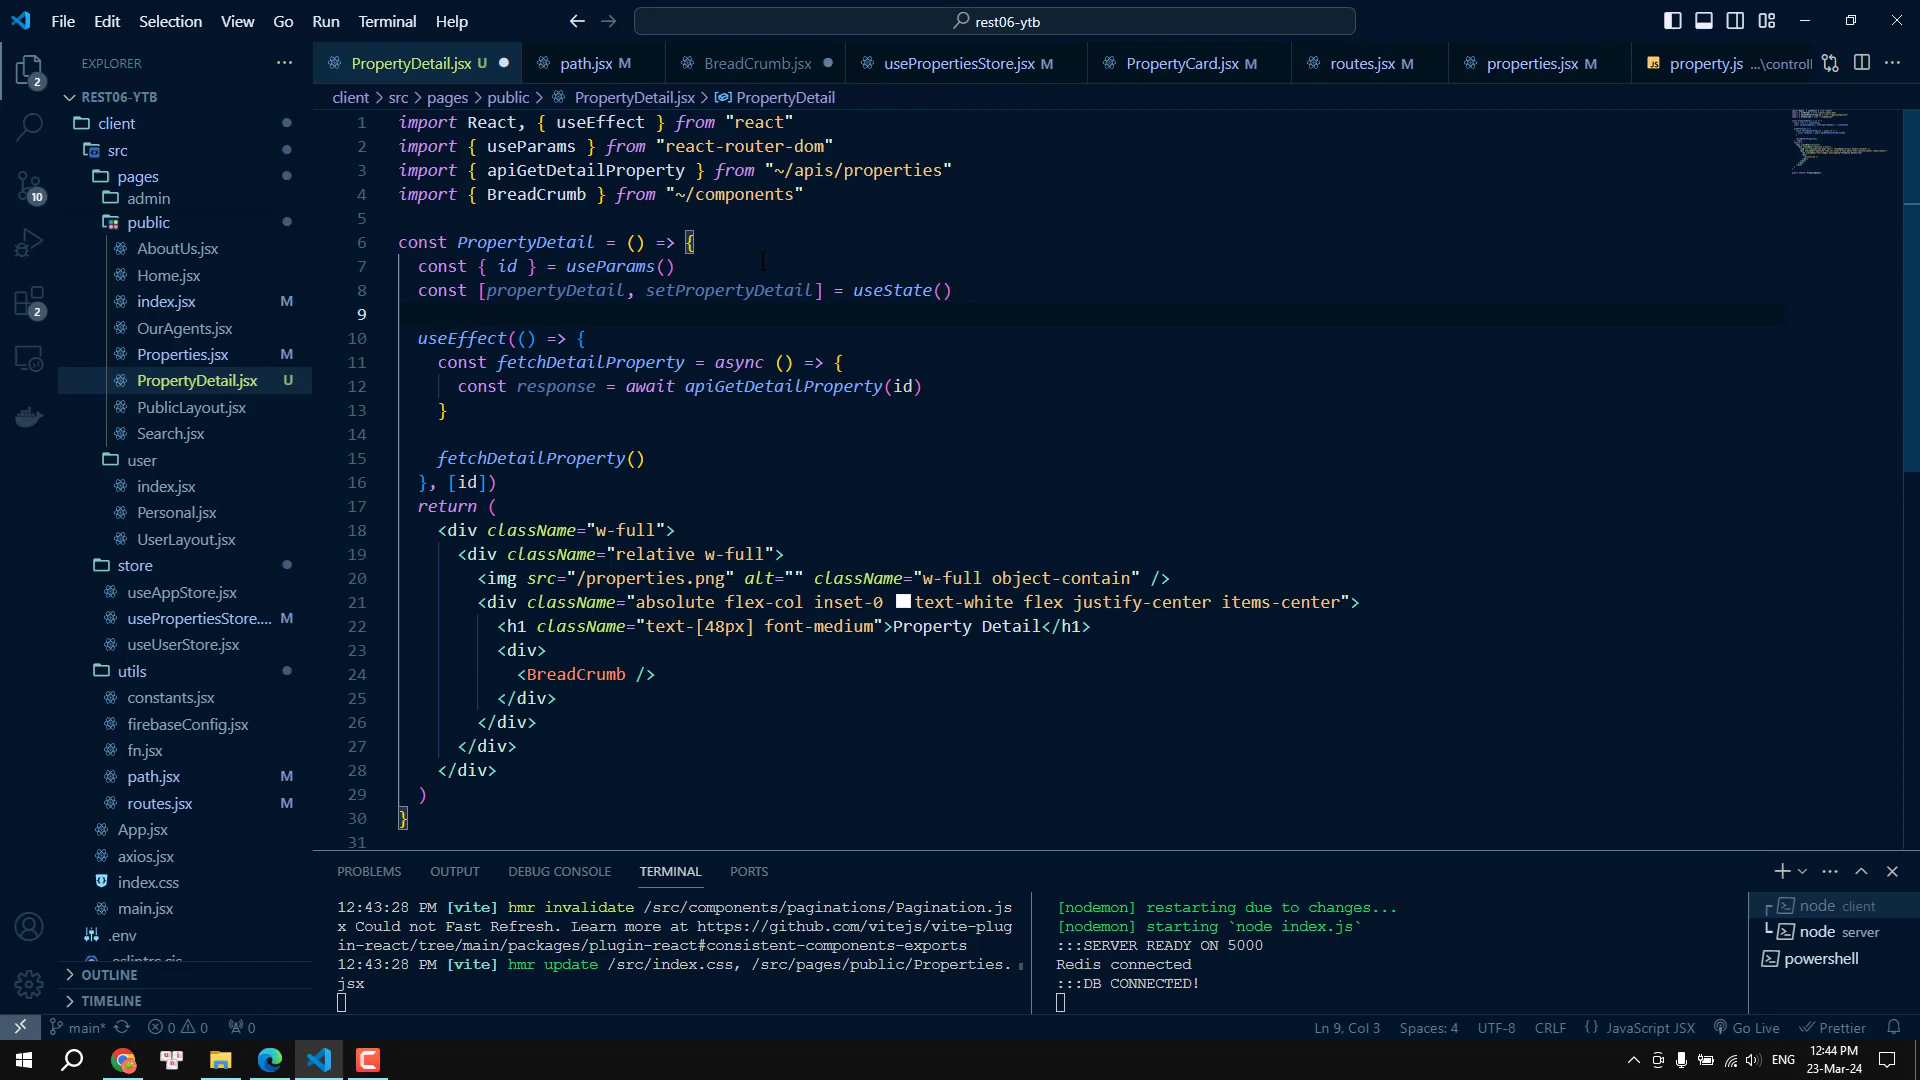 File Edit Selection View Go Run Terminal Help
rest06-ytb
EXPLORER
PropertyDetail.jsx U
path.jsx M
BreadCrumb.jsx
usePropertiesStore.jsx M
PropertyCard.jsx M
routes.jsx M
properties.jsx M
property.js ...\controll
client > src > pages > public > PropertyDetail.jsx > PropertyDetail
REST06-YTB
client
src
pages
admin
public
AboutUs.jsx
Home.jsx
index.jsx M
OurAgents.jsx
Properties.jsx M
PropertyDetail.jsx U
PublicLayout.jsx
Search.jsx
user
index.jsx
Personal.jsx
UserLayout.jsx
store
useAppStore.jsx
usePropertiesStore.... M
useUserStore.jsx
utils
constants.jsx
firebaseConfig.jsx
fn.jsx
path.jsx M
routes.jsx M
App.jsx
axios.jsx
index.css
main.jsx
.env
.eslintrc.cjs
OUTLINE
TIMELINE
2
10
2
1 import React, { useEffect } from "react"
2 import { useParams } from "react-router-dom"
3 import { apiGetDetailProperty } from "~/apis/properties"
4 import { BreadCrumb } from "~/components"
5
6 const PropertyDetail = () => {
7 const { id } = useParams()
8 const [propertyDetail, setPropertyDetail] = useState()
9
10 useEffect(() => {
11 const fetchDetailProperty = async () => {
12 const response = await apiGetDetailProperty(id)
13 }
14
15 fetchDetailProperty()
16 }, [id])
17 return (
18 <div className="w-full">
19 <div className="relative w-full">
20 <img src="/properties.png" alt="" className="w-full object-contain" />
21 <div className="absolute flex-col inset-0 text-white flex justify-center items-center">
22 <h1 className="text-[48px] font-medium">Property Detail</h1>
23 <div>
24 <BreadCrumb />
25 </div>
26 </div>
27 </div>
28 </div>
29 )
30 }
31
PROBLEMS OUTPUT DEBUG CONSOLE TERMINAL PORTS
12:43:28 PM [vite] hmr invalidate /src/components/paginations/Pagination.js
x Could not Fast Refresh. Learn more at https://github.com/vitejs/vite-plug
in-react/tree/main/packages/plugin-react#consistent-components-exports
12:43:28 PM [vite] hmr update /src/index.css, /src/pages/public/Properties.
jsx
[nodemon] restarting due to changes...
[nodemon] starting `node index.js`
:::SERVER READY ON 5000
Redis connected
:::DB CONNECTED!
node client
node server
powershell
main* 0 0 0
Ln 9, Col 3 Spaces: 4 UTF-8 CRLF { } JavaScript JSX Go Live Prettier
ENG
12:44 PM
23-Mar-24